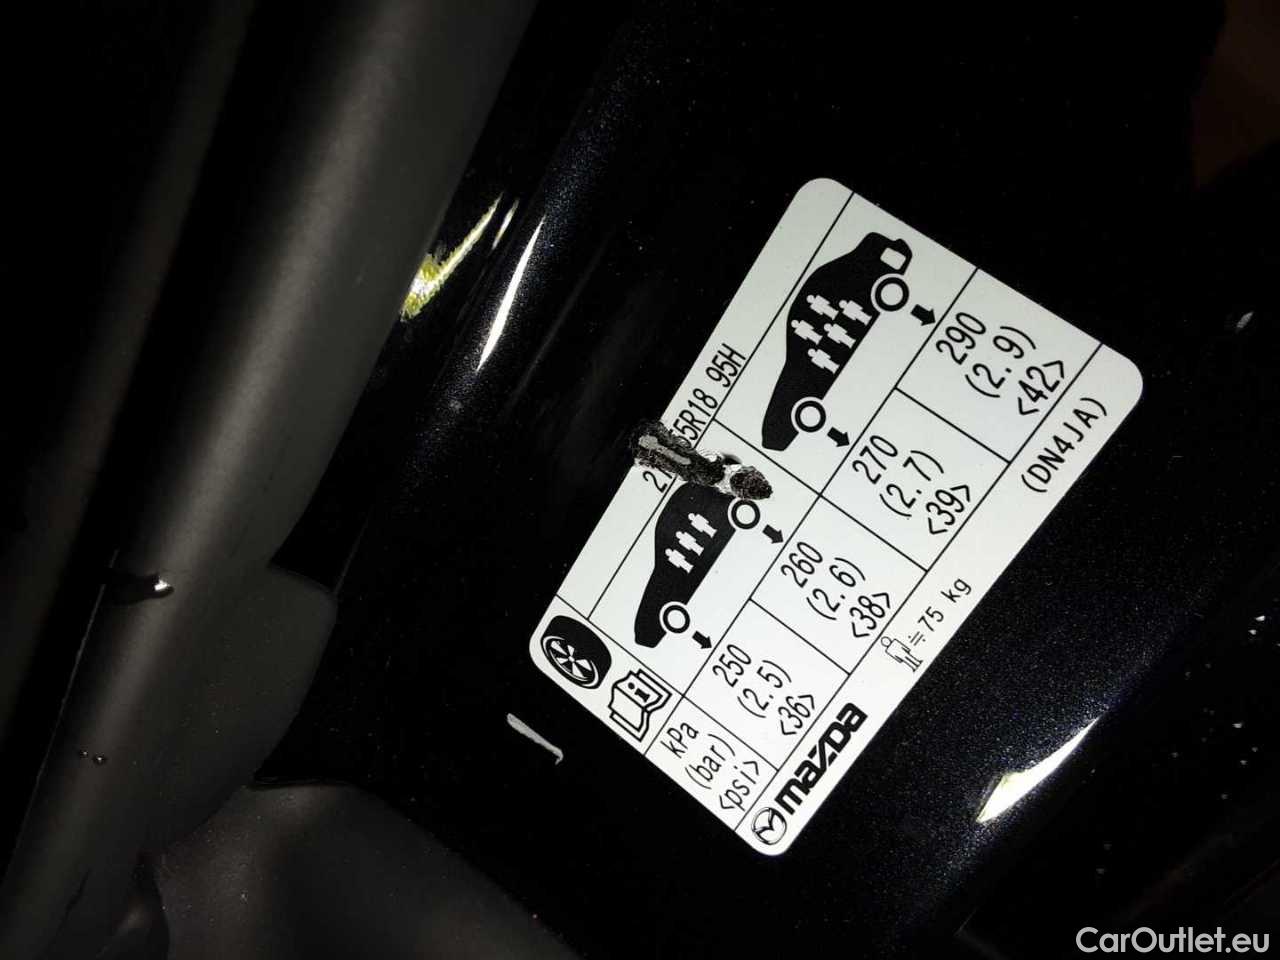 55R18 95H
kPa
(bar)
<psi>
250
(2.5)
<36>
260
(2.6)
<38>
270
(2.7)
<39>
290
(2.9)
<42>
mazda
≒75 kg
(DN4JA)
CarOutlet.eu